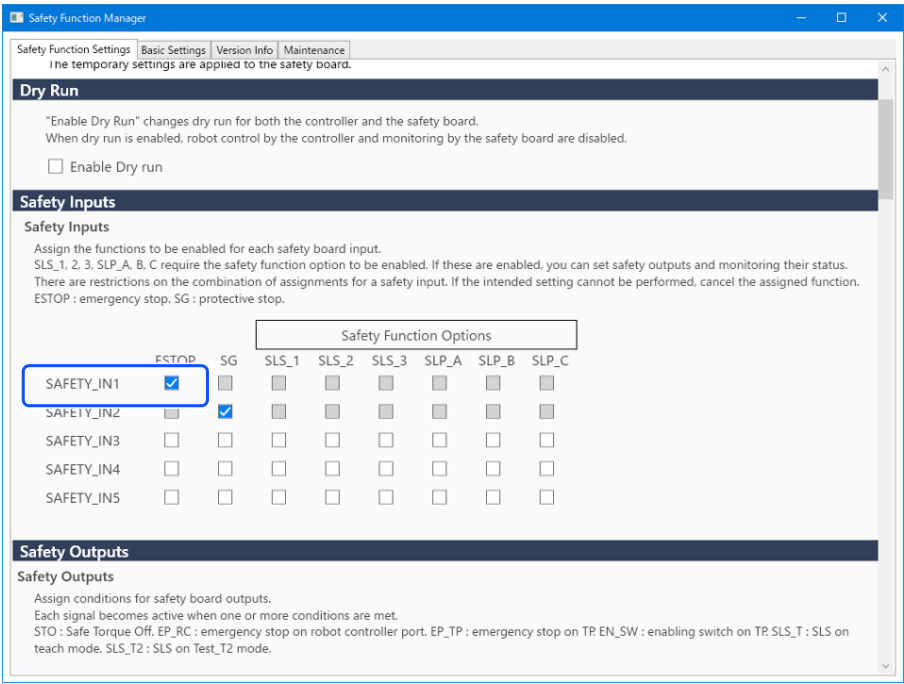 Safety Function Manager
Safety Function Settings Basic Settings Version Info Maintenance
The temporary settings are applied to the safety board.
Dry Run
"Enable Dry Run" changes dry run for both the controller and the safety board.
When dry run is enabled, robot control by the controller and monitoring by the safety board are disabled.
Enable Dry run
Safety Inputs
Safety Inputs
Assign the functions to be enabled for each safety board input.
SLS_1, 2, 3, SLP_A, B, C require the safety function option to be enabled. If these are enabled, you can set safety outputs and monitoring their status.
There are restrictions on the combination of assignments for a safety input. If the intended setting cannot be performed, cancel the assigned function.
ESTOP : emergency stop. SG : protective stop.
Safety Function Options
ESTOP SG SLS_1 SLS_2 SLS_3 SLP_A SLP_B SLP_C
SAFETY_IN1
SAFETY_IN2
SAFETY_IN3
SAFETY_IN4
SAFETY_IN5
Safety Outputs
Safety Outputs
Assign conditions for safety board outputs.
Each signal becomes active when one or more conditions are met.
STO : Safe Torque Off. EP_RC : emergency stop on robot controller port. EP_TP : emergency stop on TP. EN_SW : enabling switch on TP. SLS_T : SLS on
teach mode. SLS_T2 : SLS on Test_T2 mode.